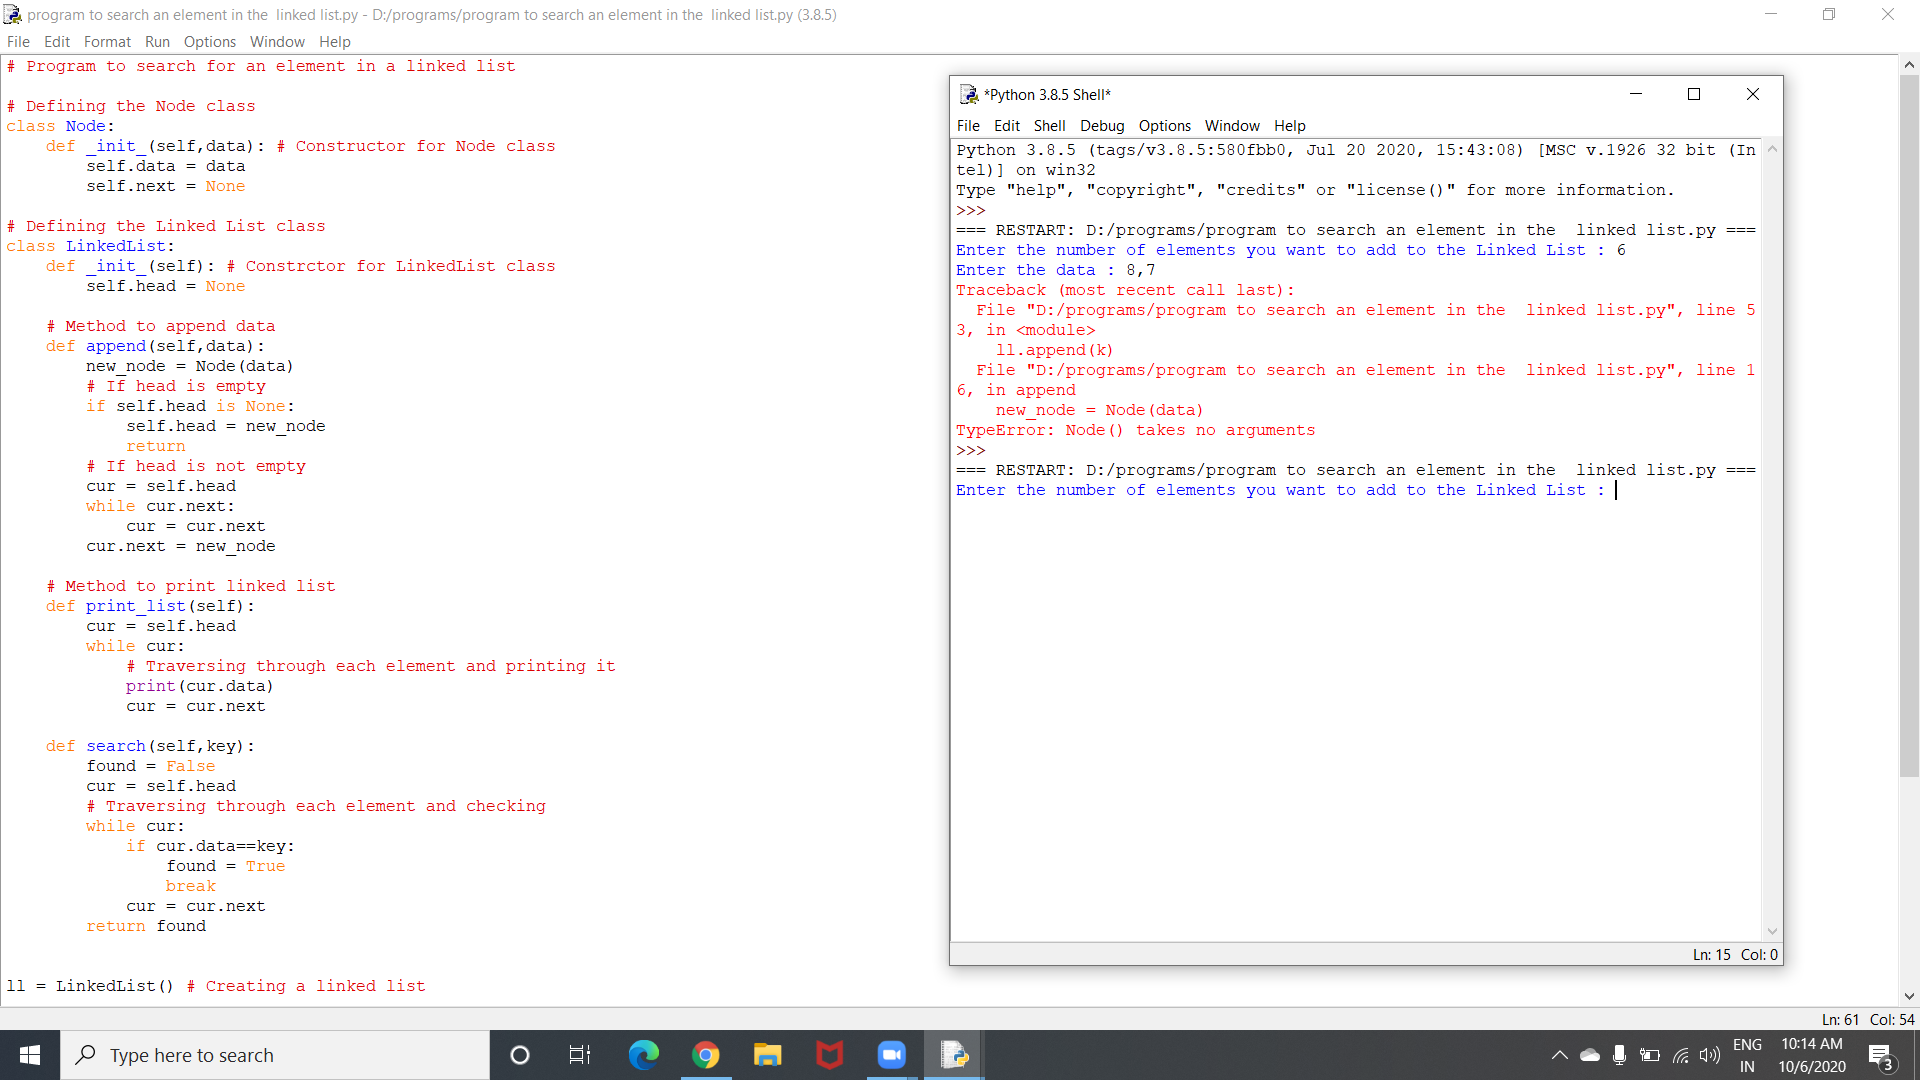 program to search an element in the  linked list.py - D:/programs/program to search an element in the  linked list.py (3.8.5)
File Edit Format Run Options Window Help
# Program to search for an element in a linked list
# Defining the Node class
class Node:
    def _init_(self,data): # Constructor for Node class
        self.data = data
        self.next = None
# Defining the Linked List class
class LinkedList:
    def _init_(self): # Constrctor for LinkedList class
        self.head = None
    # Method to append data
    def append(self,data):
        new_node = Node(data)
        # If head is empty
        if self.head is None:
            self.head = new_node
            return
        # If head is not empty
        cur = self.head
        while cur.next:
            cur = cur.next
        cur.next = new_node
    # Method to print linked list
    def print_list(self):
        cur = self.head
        while cur:
            # Traversing through each element and printing it
            print(cur.data)
            cur = cur.next
    def search(self,key):
        found = False
        cur = self.head
        # Traversing through each element and checking
        while cur:
            if cur.data==key:
                found = True
                break
            cur = cur.next
        return found
ll = LinkedList() # Creating a linked list
Ln: 61 Col: 54
*Python 3.8.5 Shell*
File Edit Shell Debug Options Window Help
Python 3.8.5 (tags/v3.8.5:580fbb0, Jul 20 2020, 15:43:08) [MSC v.1926 32 bit (In
tel)] on win32
Type "help", "copyright", "credits" or "license()" for more information.
>>>
=== RESTART: D:/programs/program to search an element in the  linked list.py ===
Enter the number of elements you want to add to the Linked List : 6
Enter the data : 8,7
Traceback (most recent call last):
  File "D:/programs/program to search an element in the  linked list.py", line 5
3, in <module>
    ll.append(k)
  File "D:/programs/program to search an element in the  linked list.py", line 1
6, in append
    new_node = Node(data)
TypeError: Node() takes no arguments
>>>
=== RESTART: D:/programs/program to search an element in the  linked list.py ===
Enter the number of elements you want to add to the Linked List :
Ln: 15 Col: 0
Type here to search
ENG
IN
10:14 AM
10/6/2020
3